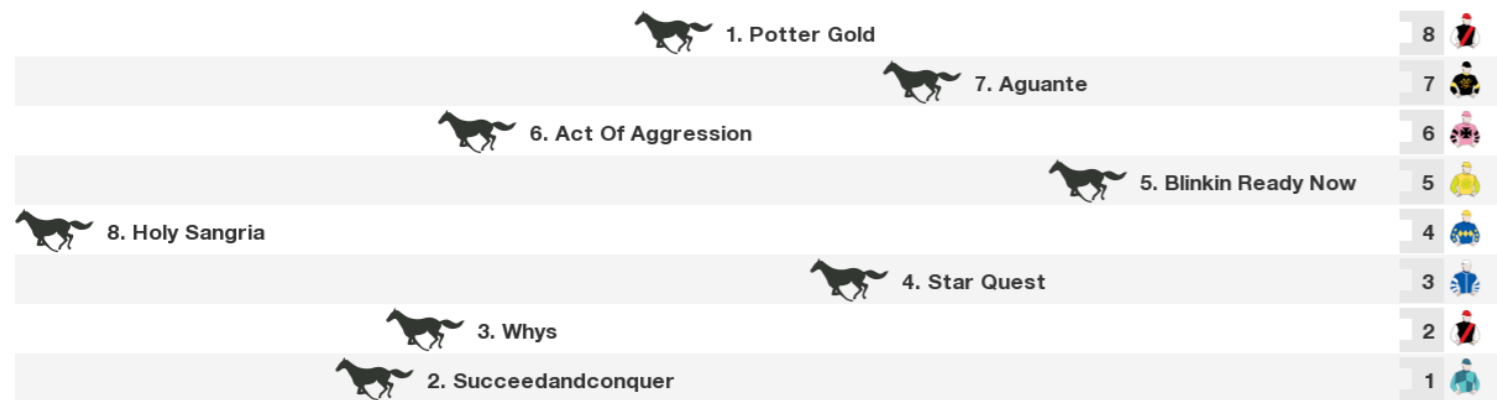 1. Potter Gold 8
7. Aguante 7
6. Act Of Aggression 6
5. Blinkin Ready Now 5
8. Holy Sangria 4
4. Star Quest 3
3. Whys 2
2. Succeedandconquer 1